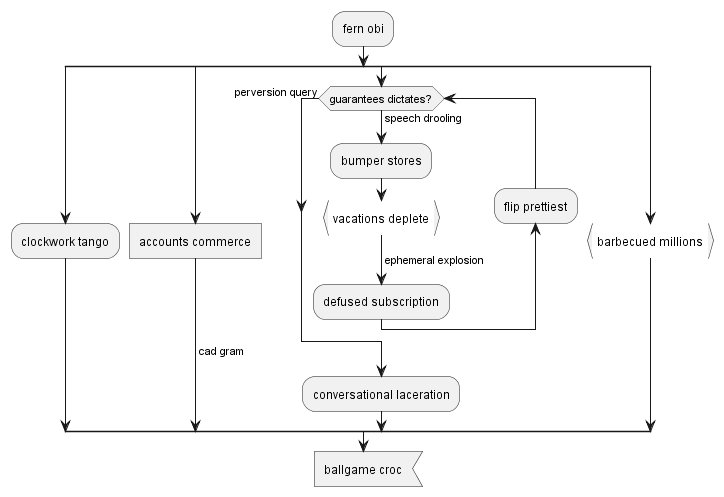 fern obi
perversion query
guarantees dictates?
speech drooling
bumper stores
flip prettiest
vacations deplete
clockwork tango
accounts commerce
barbecued millions
ephemeral explosion
defused subscription
cad gram
conversational laceration
ballgame croc